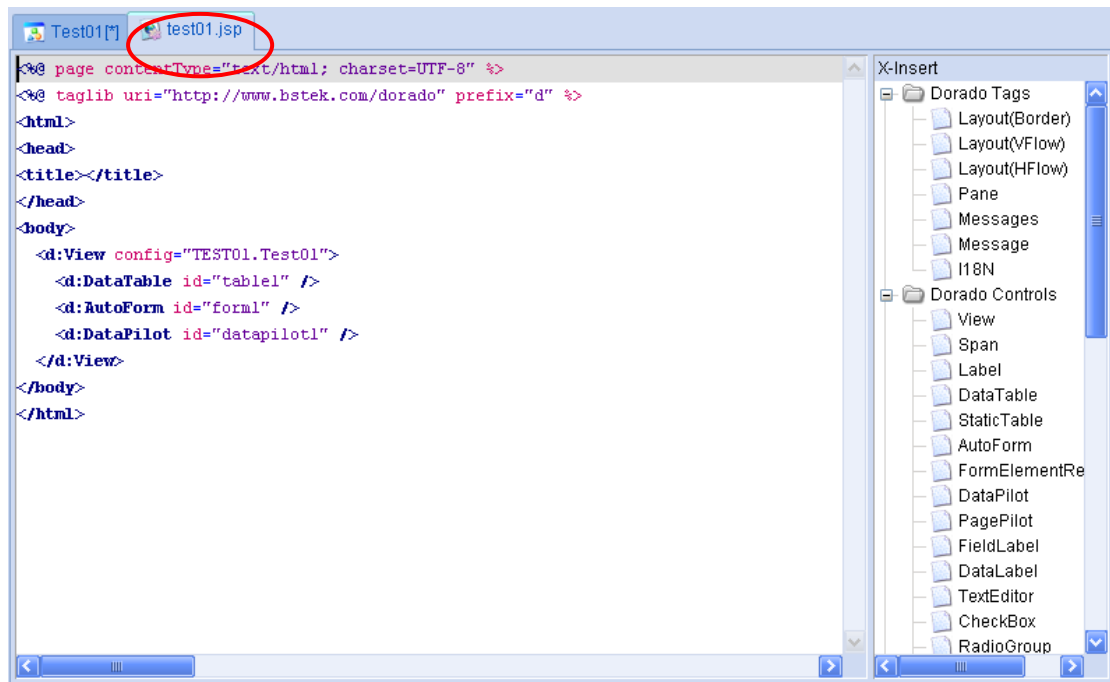 Test01[*]
test01.jsp
<%@ page contentType="text/html; charset=UTF-8" %>
<%@ taglib uri="http://www.bstek.com/dorado" prefix="d" %>
<html>
<head>
<title></title>
</head>
<body>
<d:View config="TEST01.Test01">
<d:DataTable id="table1" />
<d:AutoForm id="form1" />
<d:DataPilot id="datapilot1" />
</d:View>
</body>
</html>
X-Insert
Dorado Tags
Layout(Border)
Layout(VFlow)
Layout(HFlow)
Pane
Messages
Message
I18N
Dorado Controls
View
Span
Label
DataTable
StaticTable
AutoForm
FormElementRe
DataPilot
PagePilot
FieldLabel
DataLabel
TextEditor
CheckBox
RadioGroup